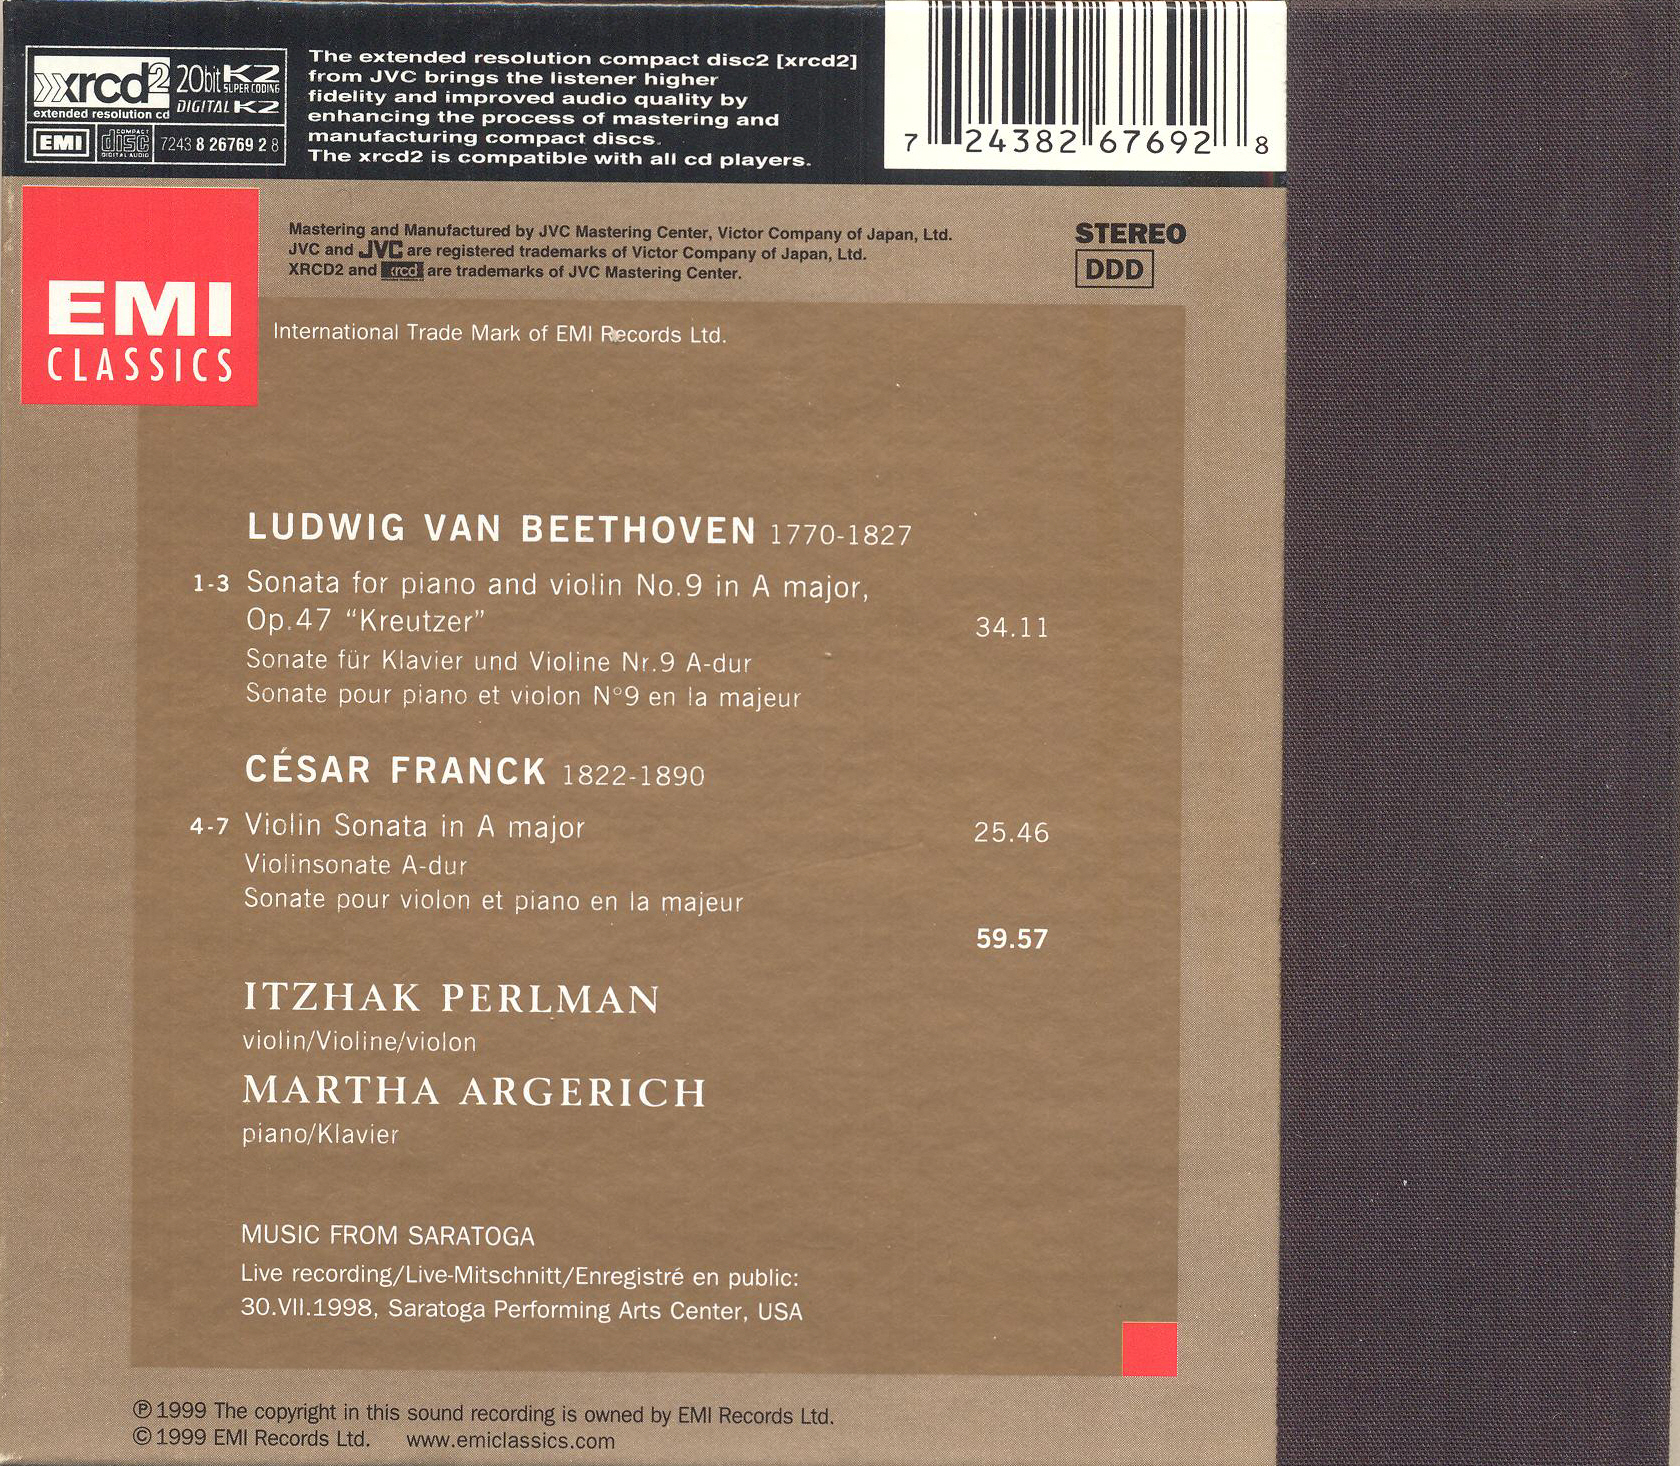 xrcd2
extended resolution cd
20bit K2
SUPER CODING
DIGITAL K2
EMI
COMPACT
disc
DIGITAL AUDIO
7243 8 26769 2 8
The extended resolution compact disc2 [xrcd2]
from JVC brings the listener higher
fidelity and improved audio quality by
enhancing the process of mastering and
manufacturing compact discs.
The xrcd2 is compatible with all cd players.
7 24382 67692 8
EMI
CLASSICS
Mastering and Manufactured by JVC Mastering Center, Victor Company of Japan, Ltd.
JVC and JVC are registered trademarks of Victor Company of Japan, Ltd.
XRCD2 and xrcd are trademarks of JVC Mastering Center.
STEREO
DDD
International Trade Mark of EMI Records Ltd.
LUDWIG VAN BEETHOVEN 1770-1827
1-3 Sonata for piano and violin No.9 in A major,
Op.47 “Kreutzer” 34.11
Sonate für Klavier und Violine Nr.9 A-dur
Sonate pour piano et violon N°9 en la majeur
CÉSAR FRANCK 1822-1890
4-7 Violin Sonata in A major 25.46
Violinsonate A-dur
Sonate pour violon et piano en la majeur
59.57
ITZHAK PERLMAN
violin/Violine/violon
MARTHA ARGERICH
piano/Klavier
MUSIC FROM SARATOGA
Live recording/Live-Mitschnitt/Enregistré en public:
30.VII.1998, Saratoga Performing Arts Center, USA
℗ 1999 The copyright in this sound recording is owned by EMI Records Ltd.
© 1999 EMI Records Ltd. www.emiclassics.com